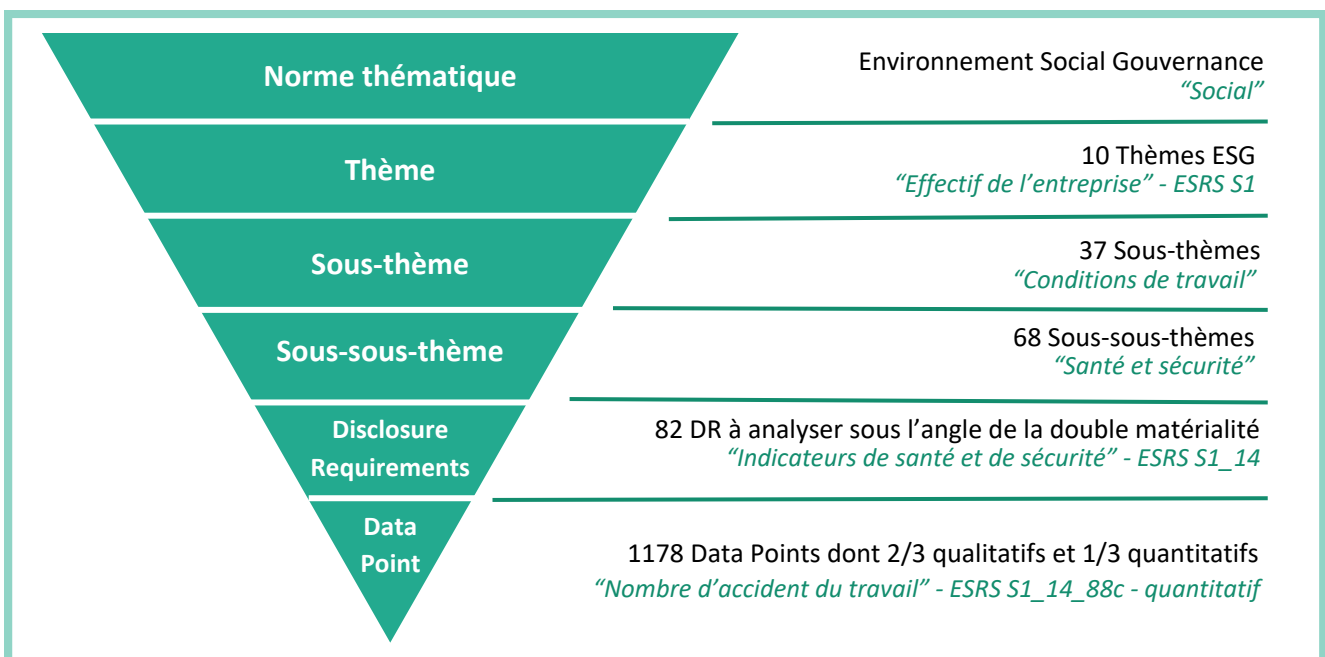 Norme thématique
Environnement Social Gouvernance
“Social”
Thème
10 Thèmes ESG
“Effectif de l’entreprise” - ESRS S1
Sous-thème
37 Sous-thèmes
“Conditions de travail”
Sous-sous-thème
68 Sous-sous-thèmes
“Santé et sécurité”
Disclosure
Requirements
82 DR à analyser sous l’angle de la double matérialité
“Indicateurs de santé et de sécurité” - ESRS S1_14
Data
Point
1178 Data Points dont 2/3 qualitatifs et 1/3 quantitatifs
“Nombre d’accident du travail” - ESRS S1_14_88c - quantitatif